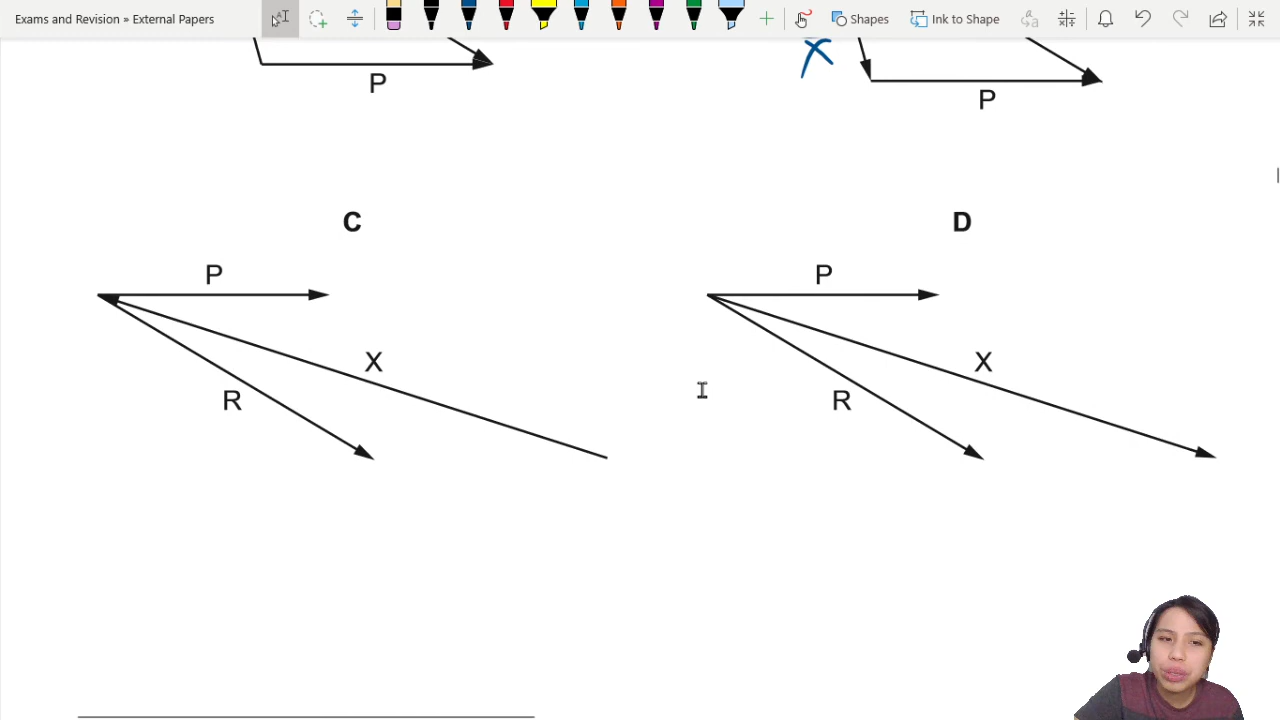 Exams and Revision » External Papers
Shapes
Ink to Shape
P
P
C
D
P
P
X
X
R
R